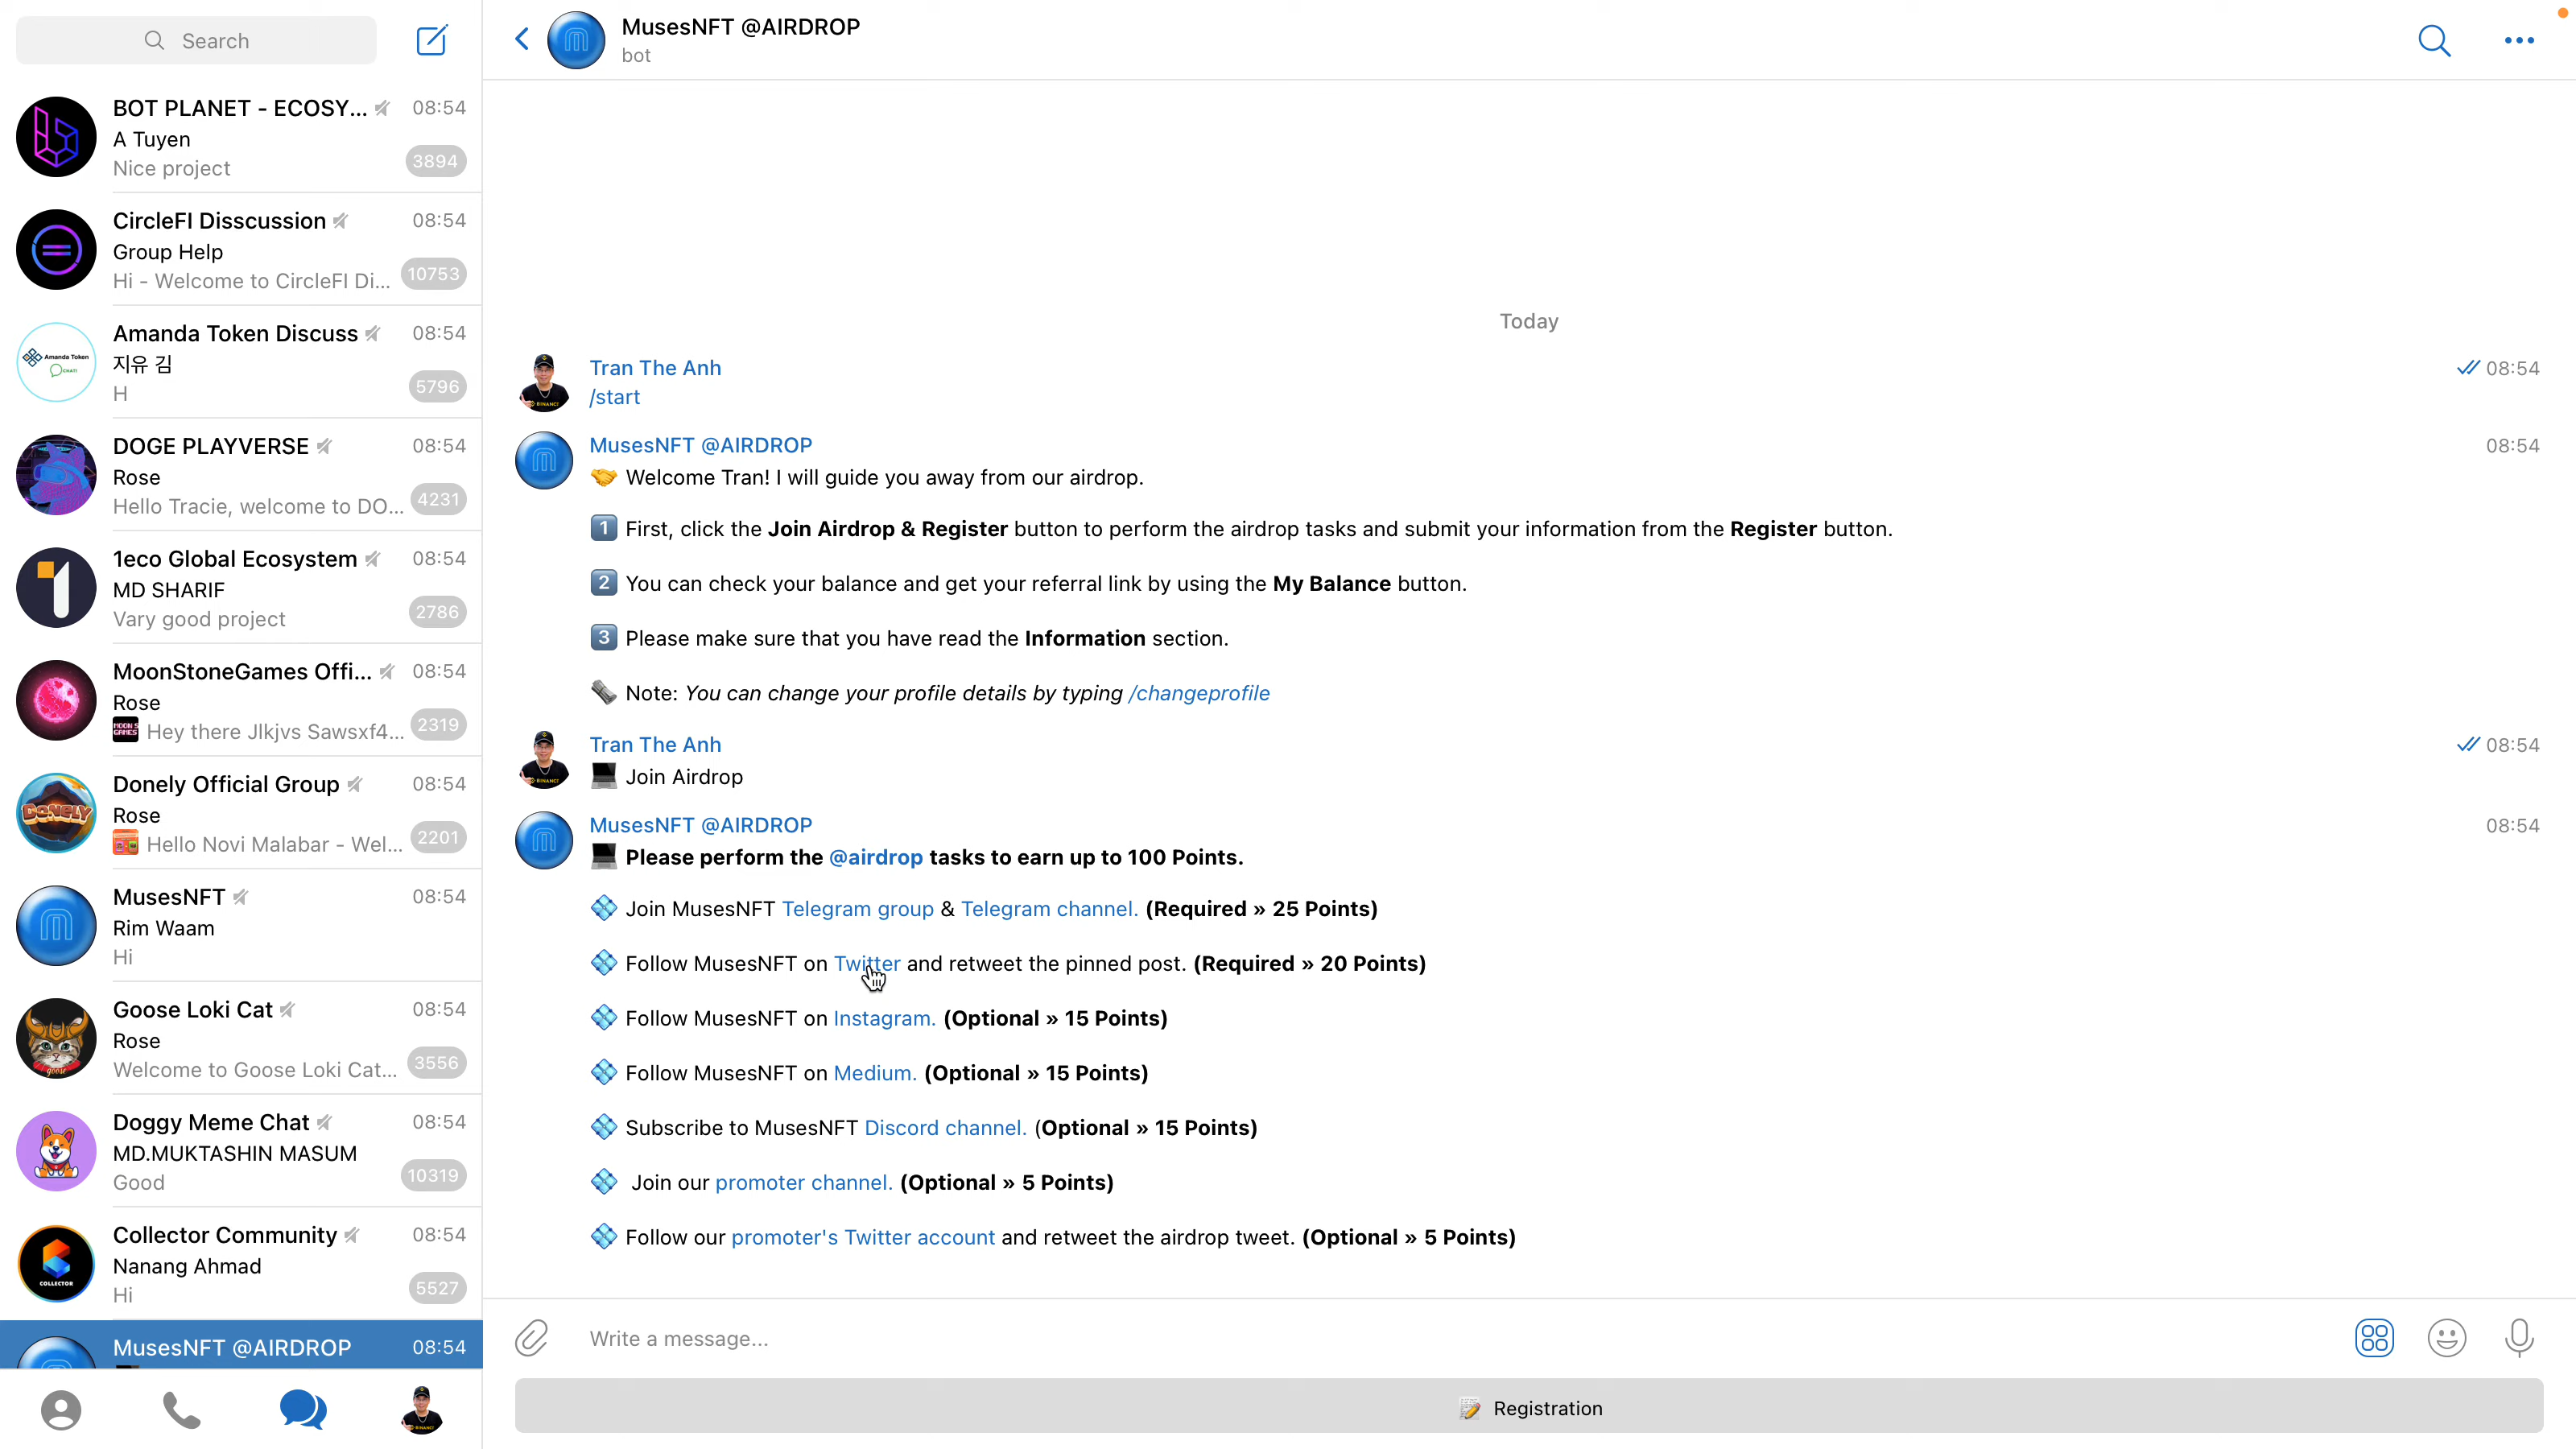 Search
BOT PLANET - ECOSY... 08:54
A Tuyen
Nice project 3894
CircleFI Disscussion 08:54
Group Help
Hi - Welcome to CircleFI Di... 10753
Amanda Token
CHAT!
Amanda Token Discuss 08:54
지유 김
H 5796
DOGE PLAYVERSE 08:54
Rose
Hello Tracie, welcome to DO... 4231
1eco Global Ecosystem 08:54
MD SHARIF
Vary good project 2786
MoonStoneGames Offi... 08:54
Rose
Hey there Jlkjvs Sawsxf4... 2319
DONELY
Donely Official Group 08:54
Rose
Hello Novi Malabar - Wel... 2201
MusesNFT 08:54
Rim Waam
Hi
goose
Goose Loki Cat 08:54
Rose
Welcome to Goose Loki Cat... 3556
Doggy Meme Chat 08:54
MD.MUKTASHIN MASUM
Good 10319
COLLECTOR
Collector Community 08:54
Nanang Ahmad
Hi 5527
MusesNFT @AIRDROP 08:54
MusesNFT @AIRDROP
bot
Today
Tran The Anh 08:54
/start
MusesNFT @AIRDROP 08:54
🤝 Welcome Tran! I will guide you away from our airdrop.
1️⃣ First, click the Join Airdrop & Register button to perform the airdrop tasks and submit your information from the Register button.
2️⃣ You can check your balance and get your referral link by using the My Balance button.
3️⃣ Please make sure that you have read the Information section.
🗞 Note: You can change your profile details by typing /changeprofile
Tran The Anh 08:54
💻 Join Airdrop
MusesNFT @AIRDROP 08:54
💻 Please perform the @airdrop tasks to earn up to 100 Points.
💠 Join MusesNFT Telegram group & Telegram channel. (Required » 25 Points)
💠 Follow MusesNFT on Twitter and retweet the pinned post. (Required » 20 Points)
💠 Follow MusesNFT on Instagram. (Optional » 15 Points)
💠 Follow MusesNFT on Medium. (Optional » 15 Points)
💠 Subscribe to MusesNFT Discord channel. (Optional » 15 Points)
💠 Join our promoter channel. (Optional » 5 Points)
💠 Follow our promoter's Twitter account and retweet the airdrop tweet. (Optional » 5 Points)
Write a message...
📝 Registration